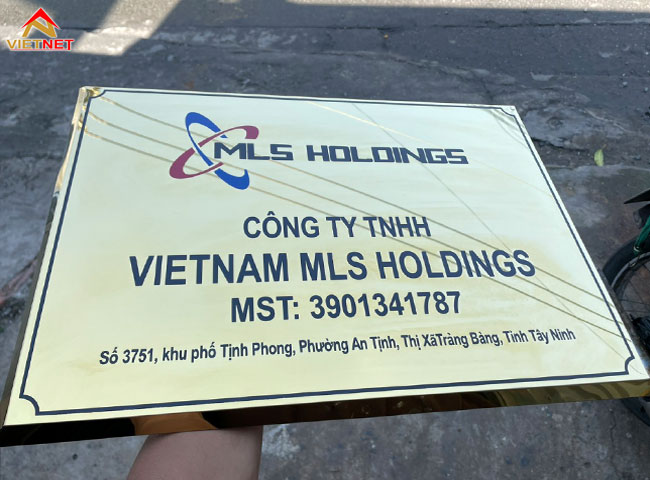 VIETNET
MLS HOLDINGS
CÔNG TY TNHH
VIETNAM MLS HOLDINGS
MST: 3901341787
Số 3751, khu phố Tịnh Phong, Phường An Tịnh, Thị XãTràng Bàng, Tỉnh Tây Ninh